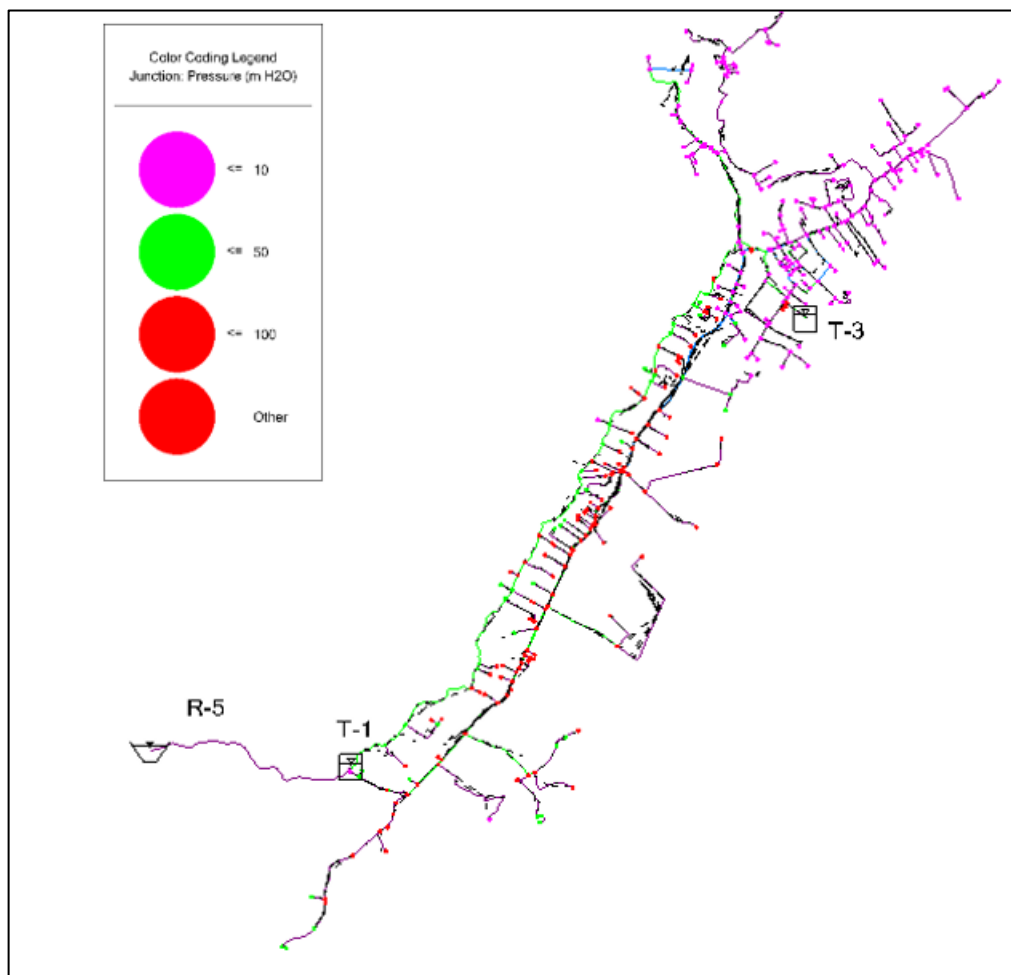 Color Coding Legend
Junction: Pressure (m H2O)
<= 10
<= 50
<= 100
Other
T-3
R-5
T-1